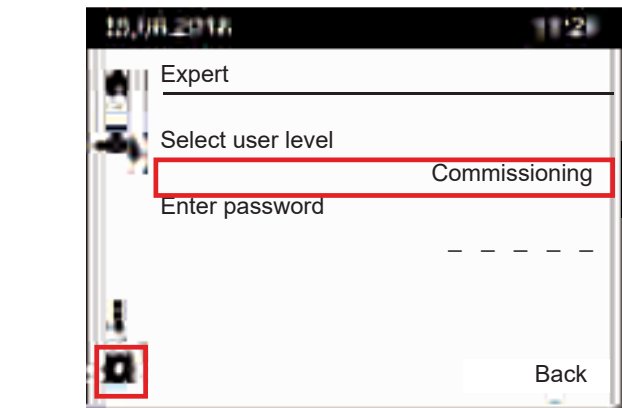 Expert
Select user level
Commissioning
Enter password
_ _ _ _ _
Back